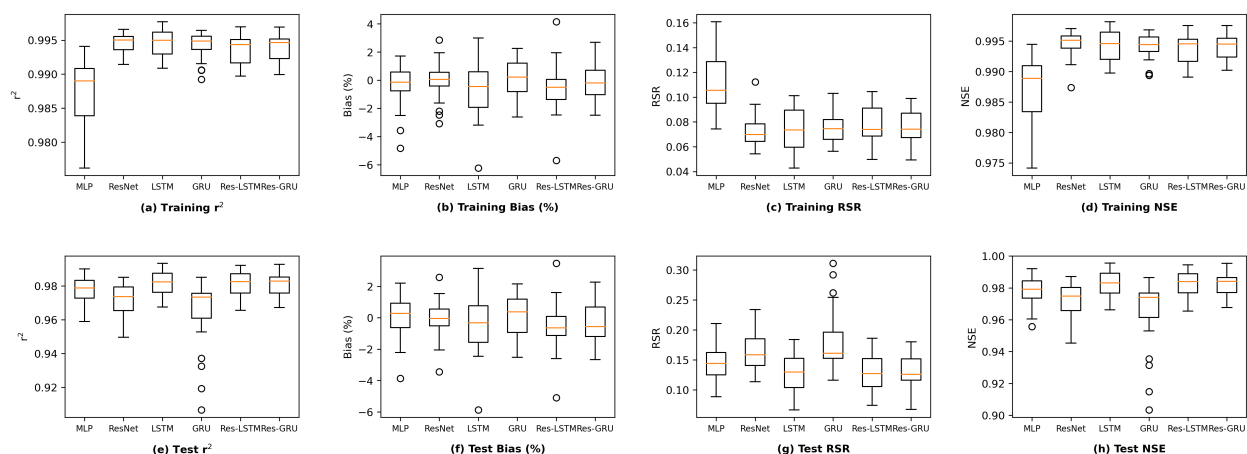 0.995
0.990
0.985
0.980
r²
MLP ResNet LSTM GRU Res-LSTM Res-GRU
(a) Training r²
4
2
0
−2
−4
−6
Bias (%)
MLP ResNet LSTM GRU Res-LSTM Res-GRU
(b) Training Bias (%)
0.16
0.14
0.12
0.10
0.08
0.06
0.04
RSR
MLP ResNet LSTM GRU Res-LSTM Res-GRU
(c) Training RSR
0.995
0.990
0.985
0.980
0.975
NSE
MLP ResNet LSTM GRU Res-LSTM Res-GRU
(d) Training NSE
0.98
0.96
0.94
0.92
r²
MLP ResNet LSTM GRU Res-LSTM Res-GRU
(e) Test r²
2
0
−2
−4
−6
Bias (%)
MLP ResNet LSTM GRU Res-LSTM Res-GRU
(f) Test Bias (%)
0.30
0.25
0.20
0.15
0.10
RSR
MLP ResNet LSTM GRU Res-LSTM Res-GRU
(g) Test RSR
1.00
0.98
0.96
0.94
0.92
0.90
NSE
MLP ResNet LSTM GRU Res-LSTM Res-GRU
(h) Test NSE